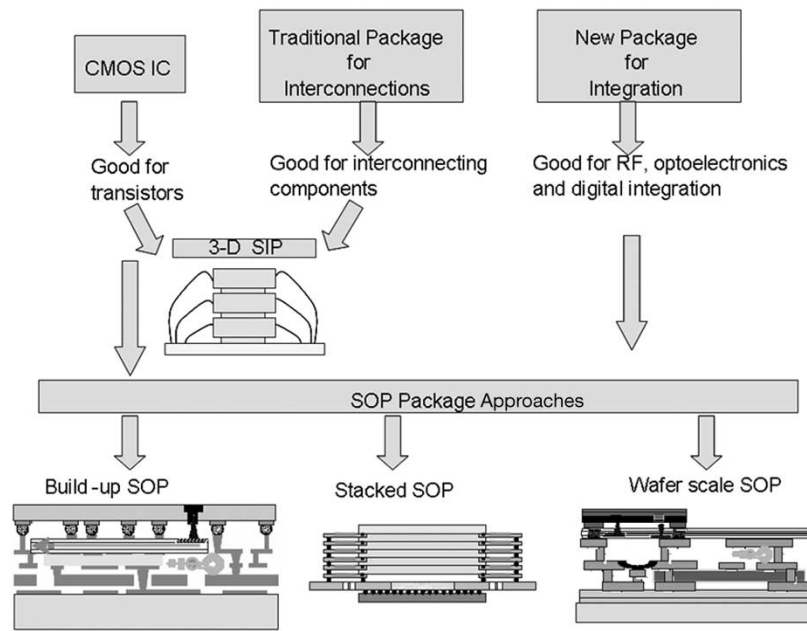 CMOS IC
Traditional Package
for
Interconnections
New Package
for
Integration
Good for
transistors
Good for interconnecting
components
Good for RF, optoelectronics
and digital integration
3-D SIP
SOP Package Approaches
Build-up SOP
Stacked SOP
Wafer scale SOP